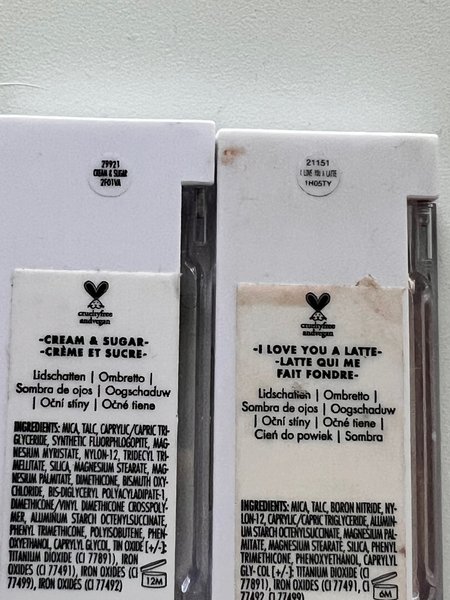 29921
CREAM & SUGAR
2F01VA
crueltyfree
andvegan
-CREAM & SUGAR-
-CRÈME ET SUCRE-
Lidschatten | Ombretto |
Sombra de ojos | Oogschaduw
| Oční stíny | Očné tiene
INGREDIENTS: MICA, TALC, CAPRYLIC/CAPRIC TRI-
GLYCERIDE, SYNTHETIC FLUORPHLOGOPITE, MAG-
NESIUM MYRISTATE, NYLON-12, TRIDECYL TRI-
MELLITATE, SILICA, MAGNESIUM STEARATE, MAG-
NESIUM PALMITATE, DIMETHICONE, BISMUTH OXY-
CHLORIDE, BIS-DIGLYCERYL POLYACYLADIPATE-1,
DIMETHICONE/VINYL DIMETHICONE CROSSPOLY-
MER, ALUMINUM STARCH OCTENYLSUCCINATE,
PHENYL TRIMETHICONE, POLYISOBUTENE, PHEN-
OXYETHANOL, CAPRYLYL GLYCOL, TIN OXIDE [+/-]:
TITANIUM DIOXIDE (CI 77891), IRON OXIDES
(CI 77491), IRON OXIDES (CI
77499), IRON OXIDES (CI 77492)
12M
21151
I LOVE YOU A LATTE
1H05TY
crueltyfree
andvegan
-I LOVE YOU A LATTE-
-LATTE QUI ME
FAIT FONDRE-
Lidschatten | Ombretto |
Sombra de ojos | Oogschaduw
| Oční stíny | Očné tiene |
Cień do powiek | Sombra
INGREDIENTS: MICA, TALC, BORON NITRIDE, NY-
LON-12, CAPRYLIC/CAPRIC TRIGLYCERIDE, ALUMIN-
UM STARCH OCTENYLSUCCINATE, MAGNESIUM PAL-
MITATE, MAGNESIUM STEARATE, SILICA, PHENYL
TRIMETHICONE, PHENOXYETHANOL, CAPRYLYL
GLY- COL [+/-]: TITANIUM DIOXIDE (CI
77891), IRON OXIDES (CI 77491,
CI 77492, CI 77499)
6M